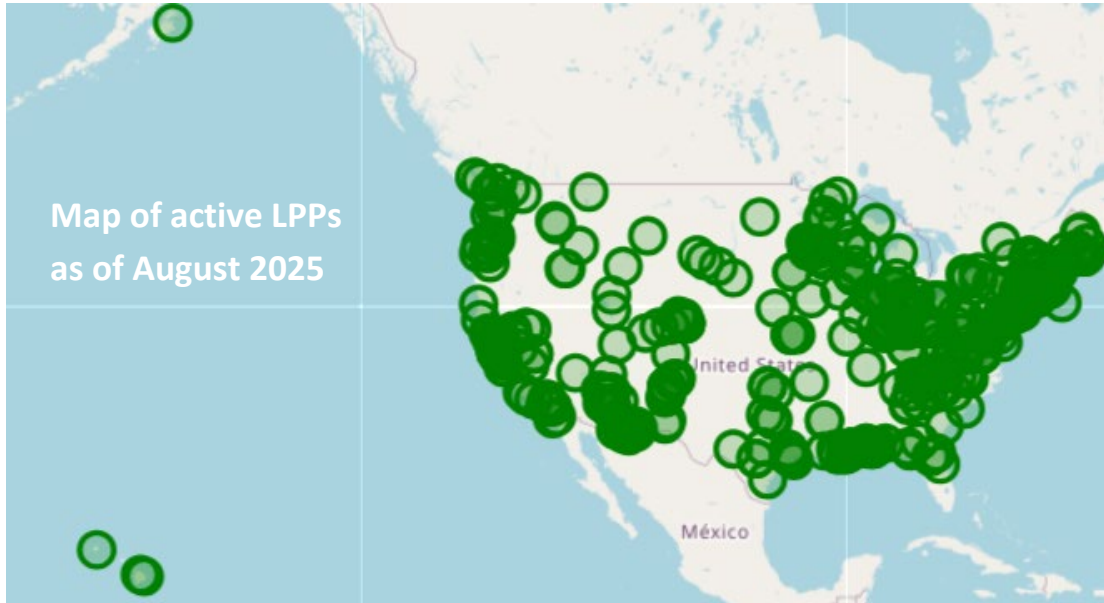 Map of active LPPs
as of August 2025
United States
México